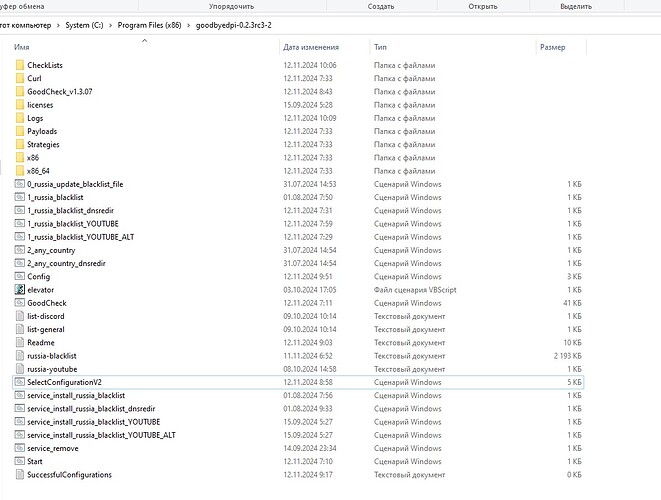 уфер обмена Упорядочить Создать Открыть Выделить
тот компьютер > System (C:) > Program Files (x86) > goodbyedpi-0.2.3rc3-2
Имя Дата изменения Тип Размер
CheckLists 12.11.2024 10:06 Папка с файлами
Curl 12.11.2024 7:33 Папка с файлами
GoodCheck_v1.3.07 12.11.2024 8:43 Папка с файлами
licenses 15.09.2024 5:28 Папка с файлами
Logs 12.11.2024 10:09 Папка с файлами
Payloads 12.11.2024 7:33 Папка с файлами
Strategies 12.11.2024 7:33 Папка с файлами
x86 12.11.2024 7:33 Папка с файлами
x86_64 12.11.2024 7:33 Папка с файлами
0_russia_update_blacklist_file 31.07.2024 14:53 Сценарий Windows 1 КБ
1_russia_blacklist 01.08.2024 7:50 Сценарий Windows 1 КБ
1_russia_blacklist_dnsredir 12.11.2024 7:31 Сценарий Windows 1 КБ
1_russia_blacklist_YOUTUBE 12.11.2024 7:59 Сценарий Windows 1 КБ
1_russia_blacklist_YOUTUBE_ALT 12.11.2024 7:29 Сценарий Windows 1 КБ
2_any_country 31.07.2024 14:54 Сценарий Windows 1 КБ
2_any_country_dnsredir 31.07.2024 14:54 Сценарий Windows 1 КБ
Config 12.11.2024 9:51 Сценарий Windows 3 КБ
elevator 03.10.2024 17:05 Файл сценария VBScript 1 КБ
GoodCheck 12.11.2024 7:11 Сценарий Windows 41 КБ
list-discord 09.10.2024 10:14 Текстовый документ 1 КБ
list-general 09.10.2024 10:14 Текстовый документ 1 КБ
Readme 12.11.2024 9:03 Текстовый документ 10 КБ
russia-blacklist 11.11.2024 6:52 Текстовый документ 2 193 КБ
russia-youtube 08.10.2024 14:58 Текстовый документ 1 КБ
SelectConfigurationV2 12.11.2024 8:58 Сценарий Windows 5 КБ
service_install_russia_blacklist 01.08.2024 7:56 Сценарий Windows 1 КБ
service_install_russia_blacklist_dnsredir 01.08.2024 9:33 Сценарий Windows 1 КБ
service_install_russia_blacklist_YOUTUBE 15.09.2024 5:27 Сценарий Windows 1 КБ
service_install_russia_blacklist_YOUTUBE_ALT 15.09.2024 5:27 Сценарий Windows 1 КБ
service_remove 14.09.2024 23:34 Сценарий Windows 1 КБ
Start 12.11.2024 7:10 Сценарий Windows 1 КБ
SuccessfulConfigurations 12.11.2024 9:17 Текстовый документ 0 КБ